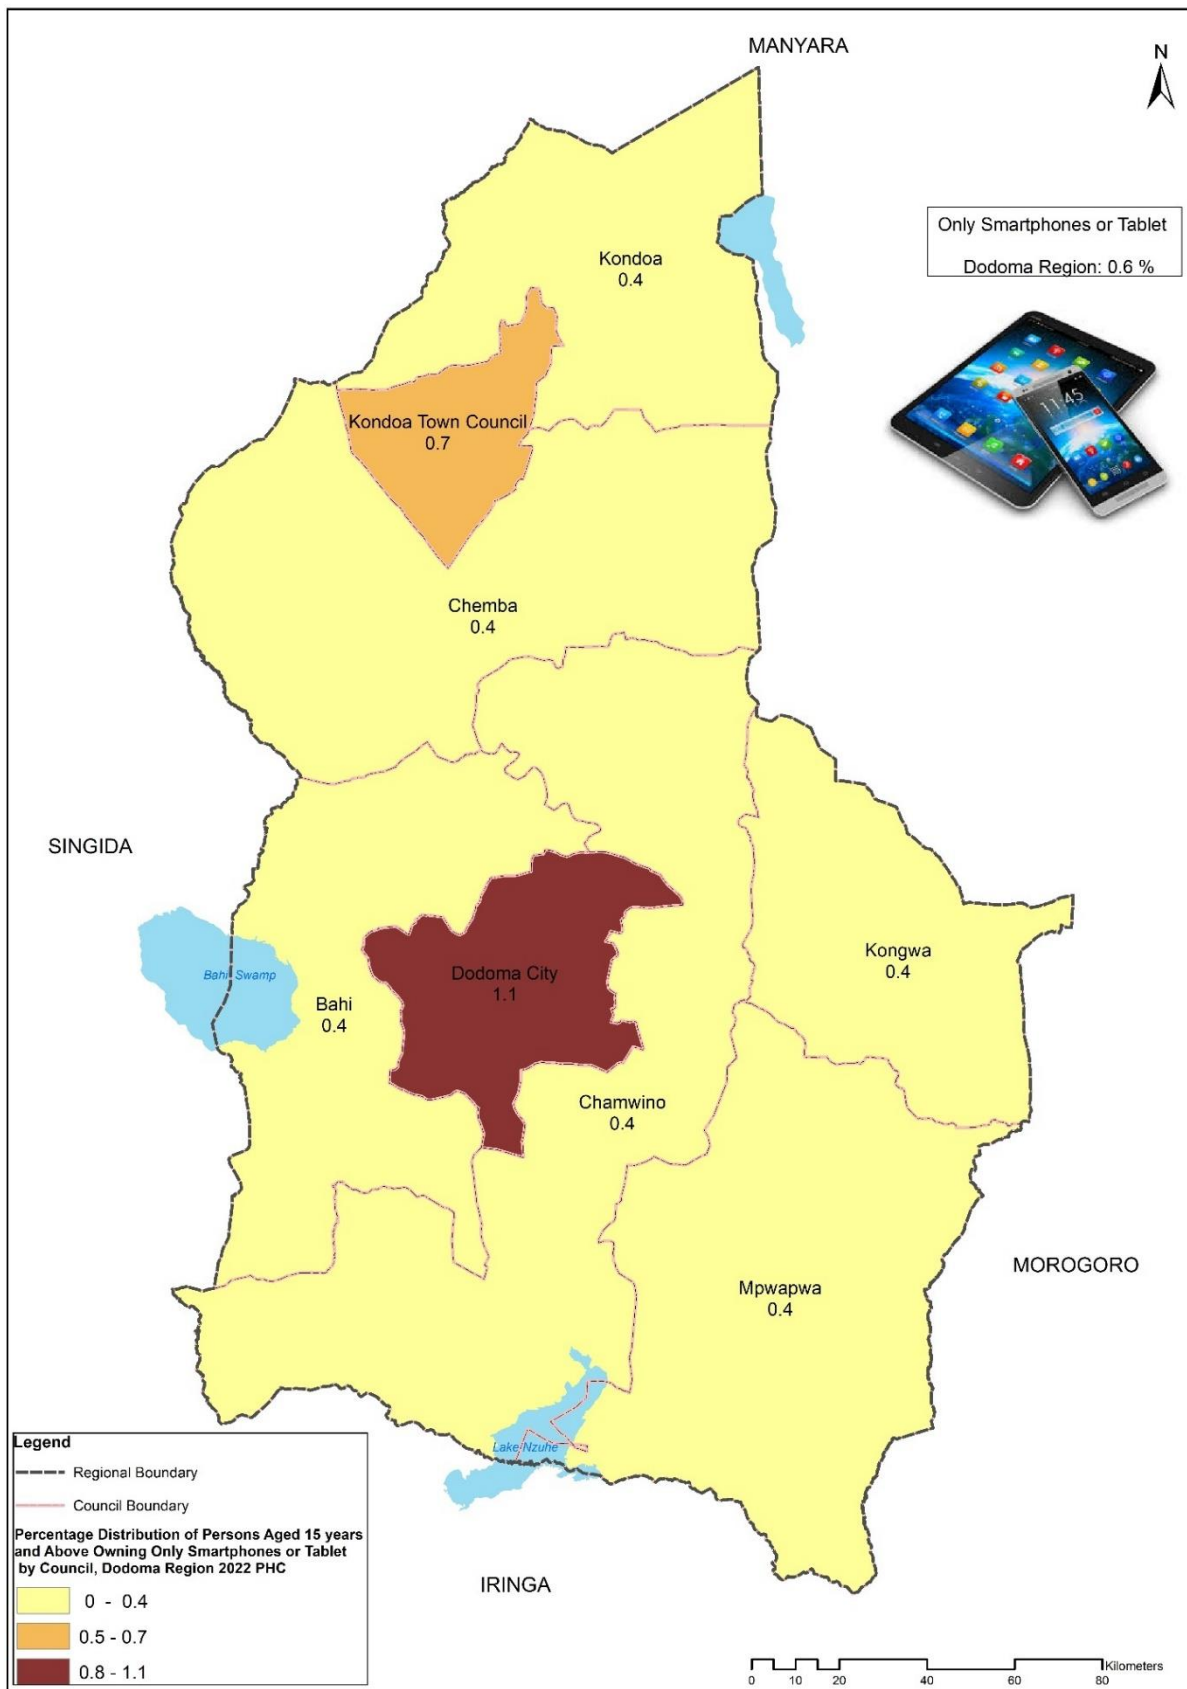 MANYARA
N
Only Smartphones or Tablet
Dodoma Region: 0.6 %
Kondoa
0.4
11:45
Kondoa Town Council
0.7
Chemba
0.4
SINGIDA
Kongwa
0.4
Dodoma City
1.1
Bahi Swamp
Bahi
0.4
Chamwino
0.4
MOROGORO
Mpwapwa
0.4
Lake Nzuhe
IRINGA
Legend
Regional Boundary
Council Boundary
Percentage Distribution of Persons Aged 15 years
and Above Owning Only Smartphones or Tablet
by Council, Dodoma Region 2022 PHC
0 - 0.4
0.5 - 0.7
0.8 - 1.1
Kilometers
0 10 20 40 60 80